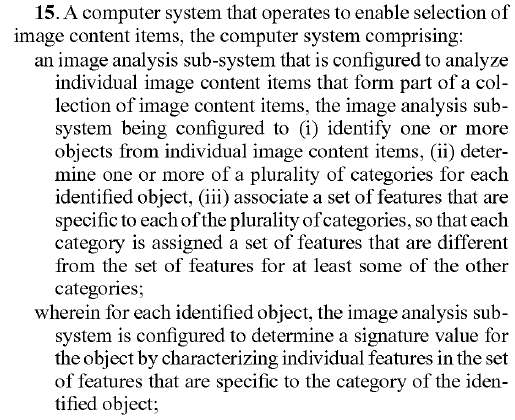 15. A computer system that operates to enable selection of
image content items, the computer system comprising:
an image analysis sub-system that is configured to analyze
individual image content items that form part of a col-
lection of image content items, the image analysis sub-
system being configured to (i) identify one or more
objects from individual image content items, (ii) deter-
mine one or more of a plurality of categories for each
identified object, (iii) associate a set of features that are
specific to each of the plurality of categories, so that each
category is assigned a set of features that are different
from the set of features for at least some of the other
categories;
wherein for each identified object, the image analysis sub-
system is configured to determine a signature value for
the object by characterizing individual features in the set
of features that are specific to the category of the iden-
tified object;